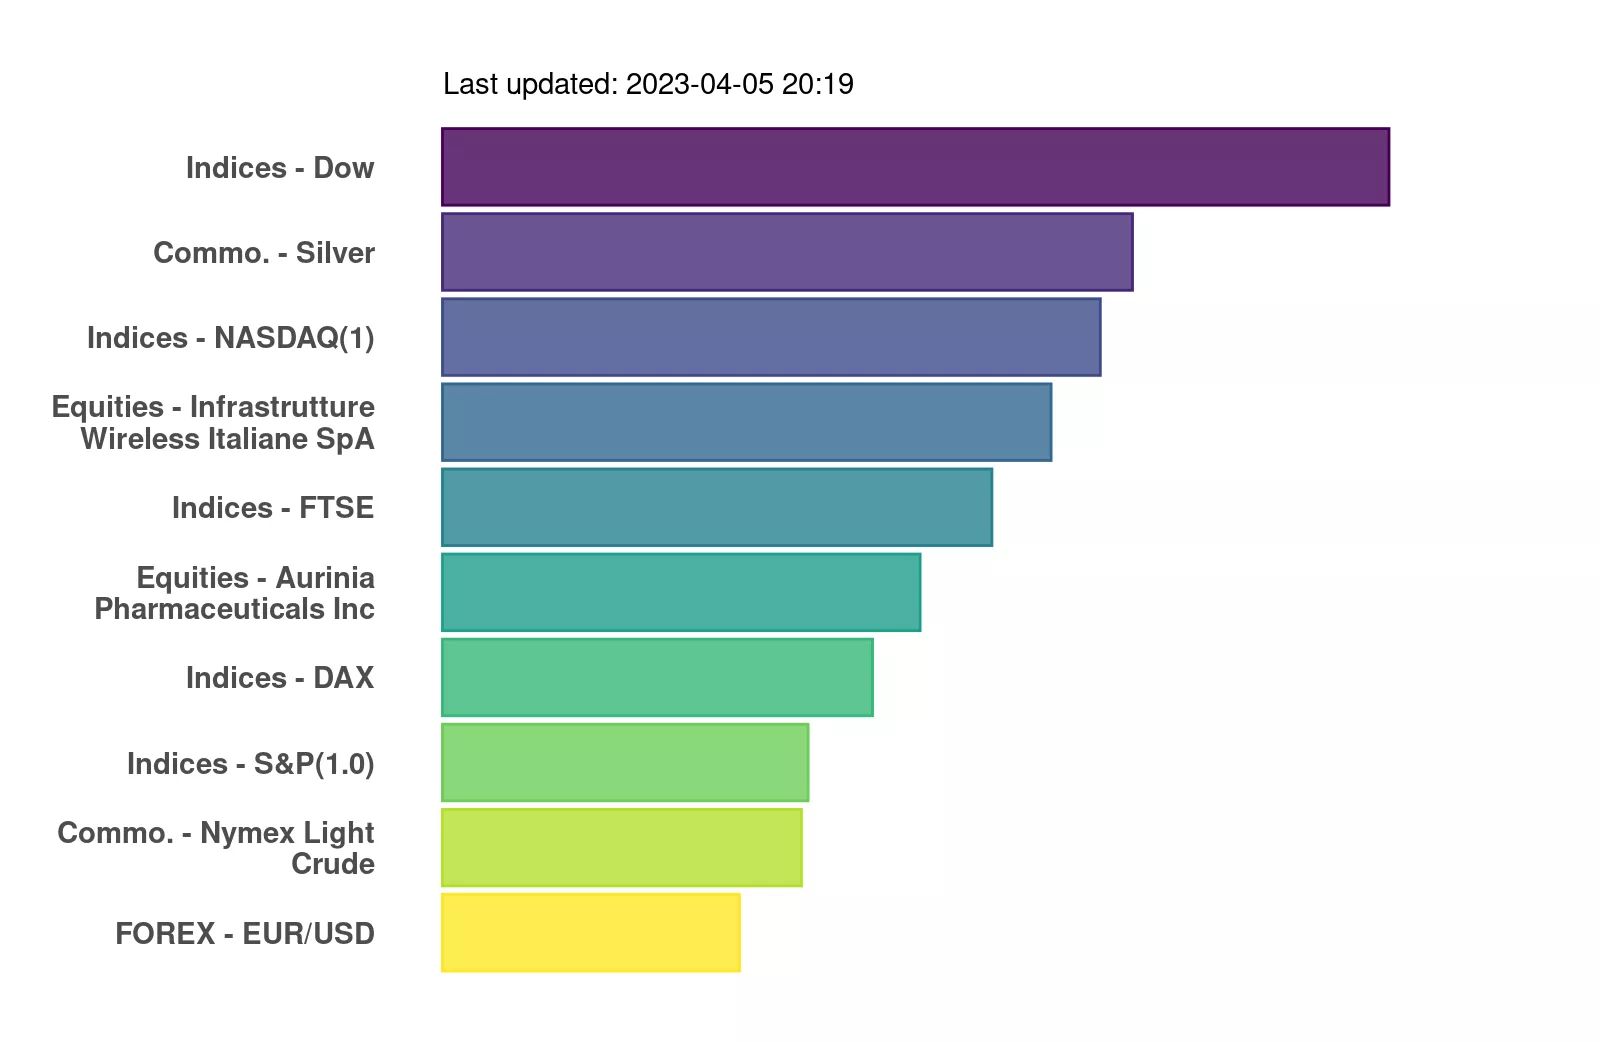 Last updated: 2023-04-05 20:19
Indices - Dow
Commo. - Silver
Indices - NASDAQ(1)
Equities - Infrastrutture
Wireless Italiane SpA
Indices - FTSE
Equities - Aurinia
Pharmaceuticals Inc
Indices - DAX
Indices - S&P(1.0)
Commo. - Nymex Light
Crude
FOREX - EUR/USD